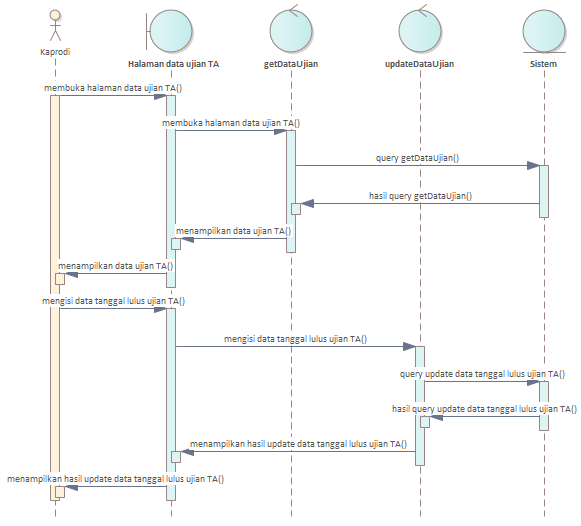 Kaprodi
Halaman data ujian TA
getDataUjian
updateDataUjian
Sistem
membuka halaman data ujian TA()
membuka halaman data ujian TA()
query getDataUjian()
hasil query getDataUjian()
menampilkan data ujian TA()
menampilkan data ujian TA()
mengisi data tanggal lulus ujian TA()
mengisi data tanggal lulus ujian TA()
query update data tanggal lulus ujian TA()
hasil query update data tanggal lulus ujian TA()
menampilkan hasil update data tanggal lulus ujian TA()
menampilkan hasil update data tanggal lulus ujian TA()